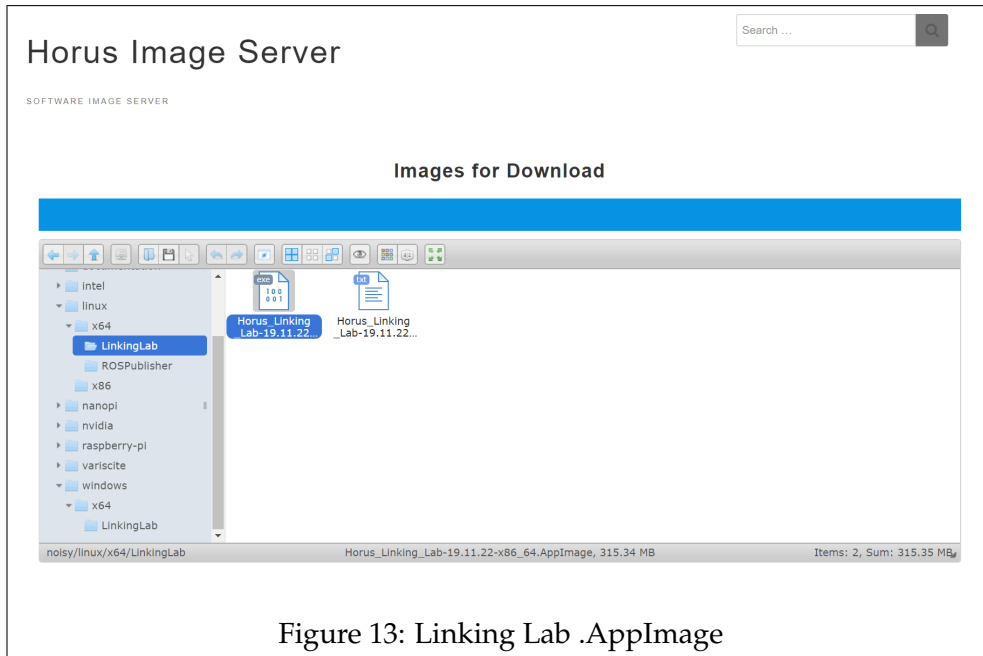 Search ...
Horus Image Server
SOFTWARE IMAGE SERVER
Images for Download
intel
linux
x64
LinkingLab
ROSPublisher
x86
nanopi
nvidia
raspberry-pi
variscite
windows
x64
LinkingLab
exe
100
001
Horus_Linking
_Lab-19.11.22...
txt
Horus_Linking
_Lab-19.11.22...
noisy/linux/x64/LinkingLab
Horus_Linking_Lab-19.11.22-x86_64.AppImage, 315.34 MB
Items: 2, Sum: 315.35 MB
Figure 13: Linking Lab .AppImage